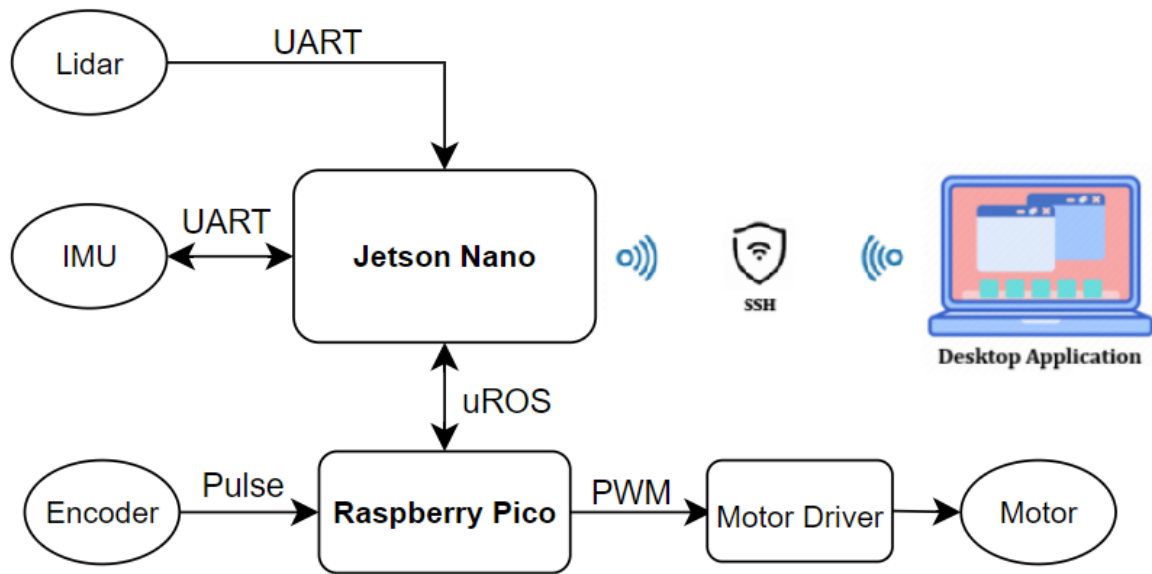 UART
Lidar
UART
IMU
Jetson Nano
SSH
Desktop Application
uROS
Pulse
PWM
Encoder
Raspberry Pico
Motor Driver
Motor